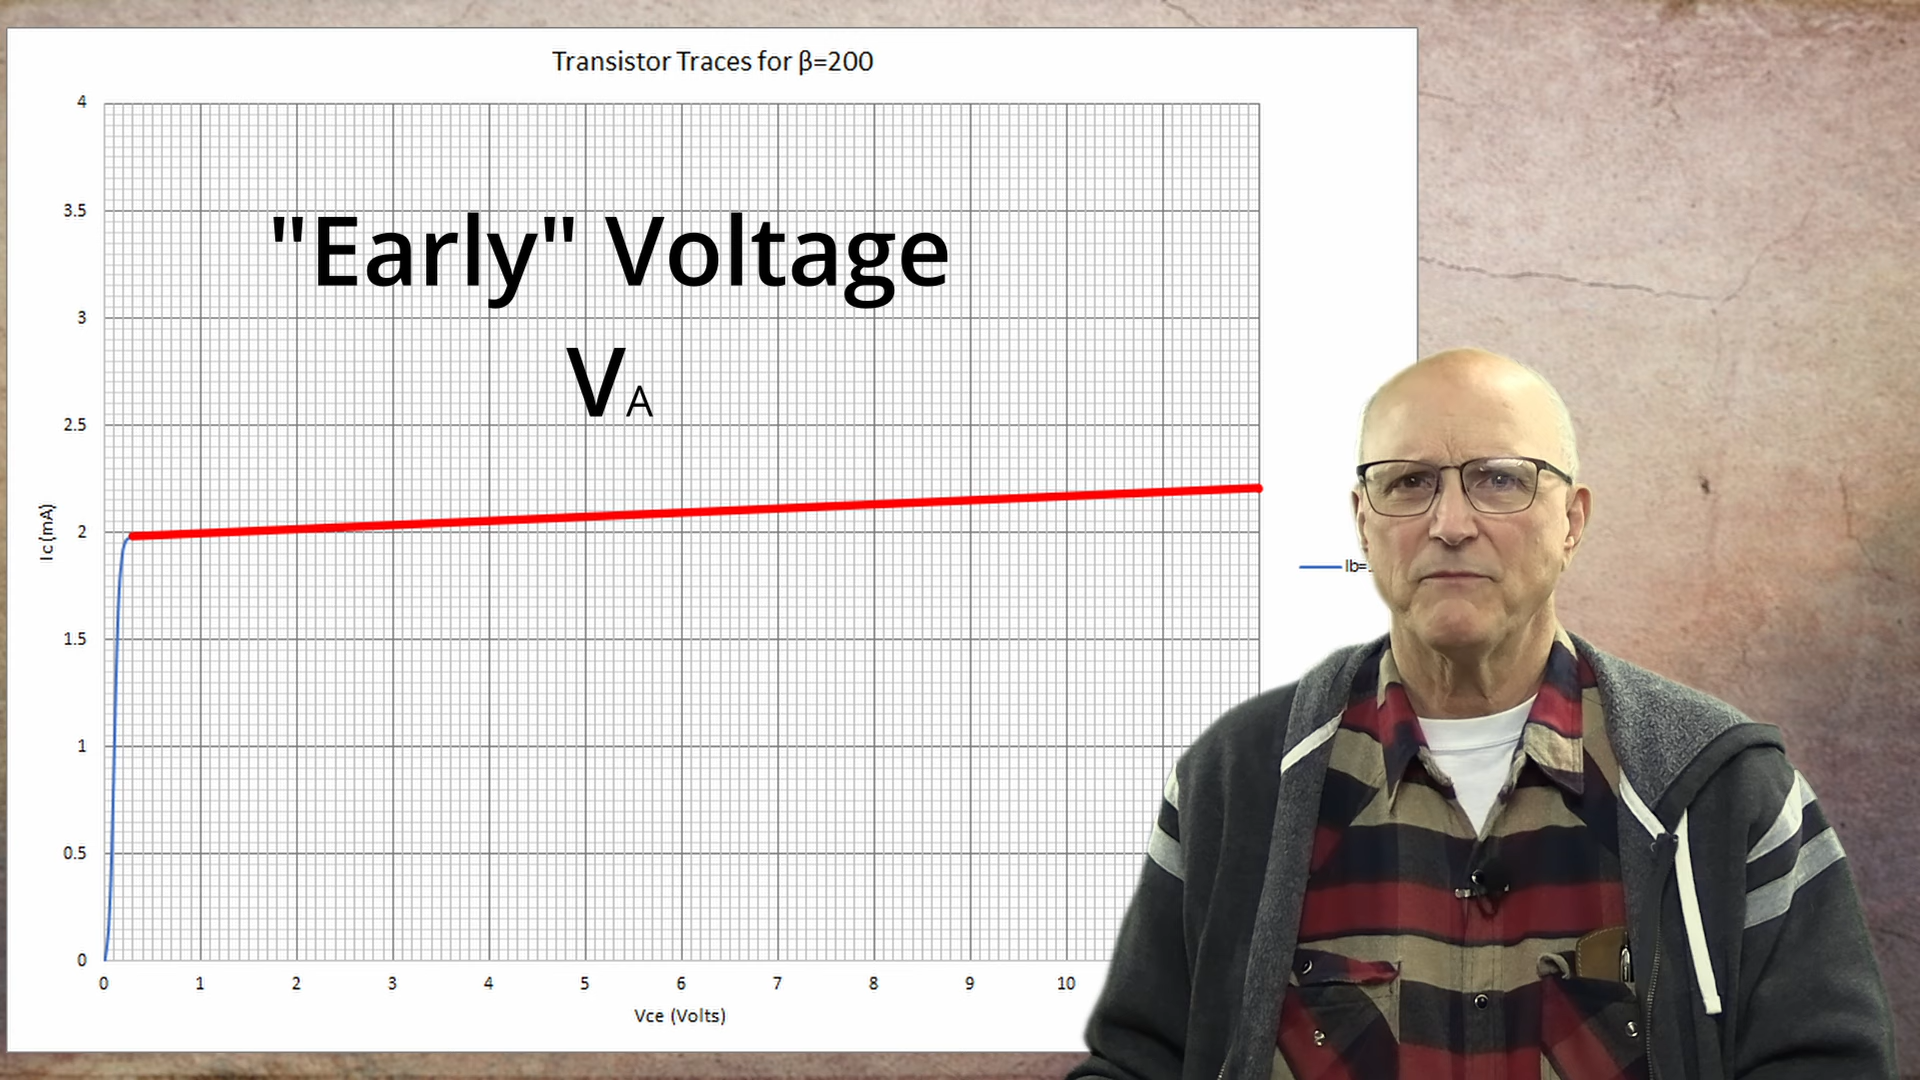 Transistor Traces for β=200
"Early" Voltage
VA
4
3.5
3
2.5
2
1.5
1
0.5
0
Ic (mA)
0 1 2 3 4 5 6 7 8 9 10
Vce (Volts)
Ib=